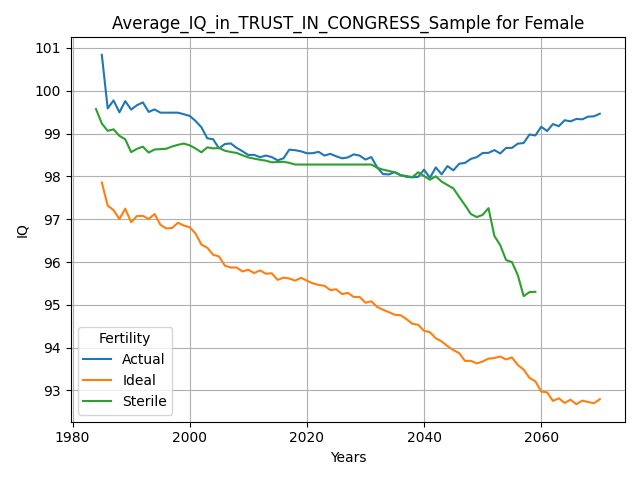 Average_IQ_in_TRUST_IN_CONGRESS_Sample for Female
IQ
101
100
99
98
97
96
95
94
93
Fertility
Actual
Ideal
Sterile
1980
2000
2020
2040
2060
Years